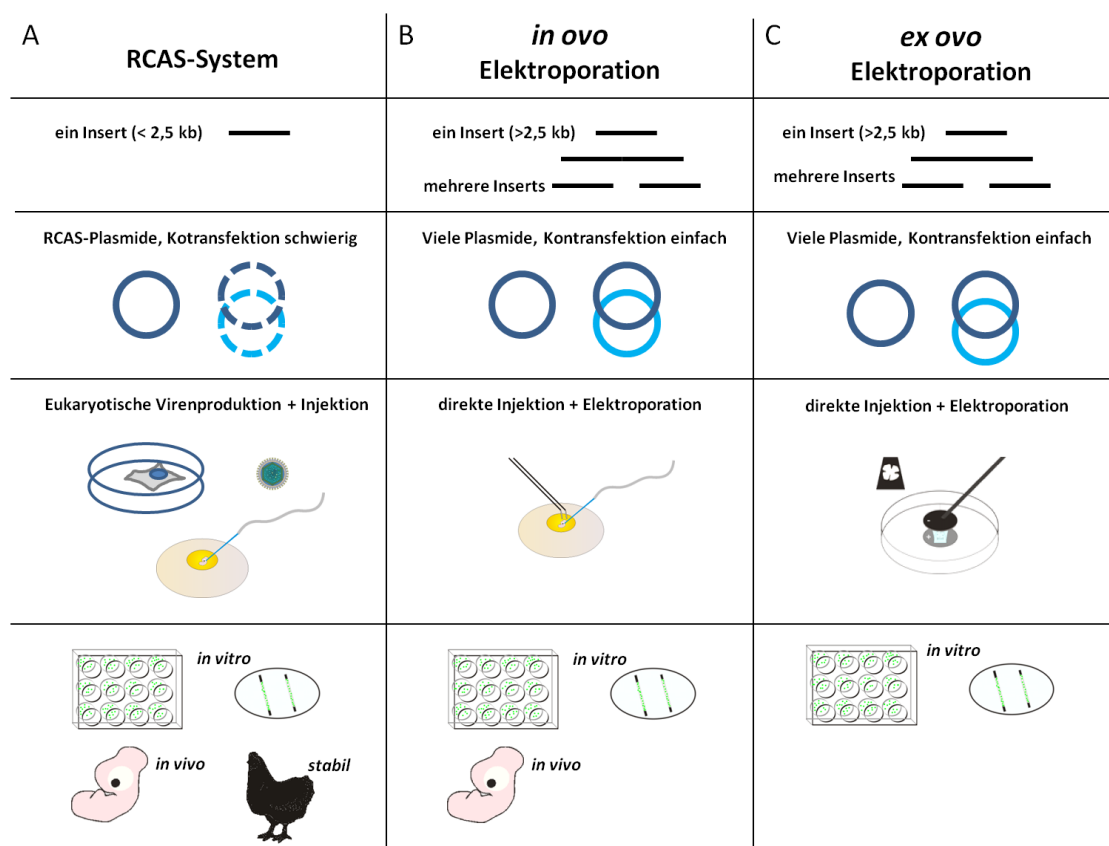 A
RCAS-System
B
in ovo
Elektroporation
C
ex ovo
Elektroporation
ein Insert (< 2,5 kb)
ein Insert (>2,5 kb)
mehrere Inserts
ein Insert (>2,5 kb)
mehrere Inserts
RCAS-Plasmide, Kotransfektion schwierig
Viele Plasmide, Kontransfektion einfach
Viele Plasmide, Kontransfektion einfach
Eukaryotische Virenproduktion + Injektion
direkte Injektion + Elektroporation
direkte Injektion + Elektroporation
-
+
in vitro
in vivo
stabil
in vitro
in vivo
in vitro